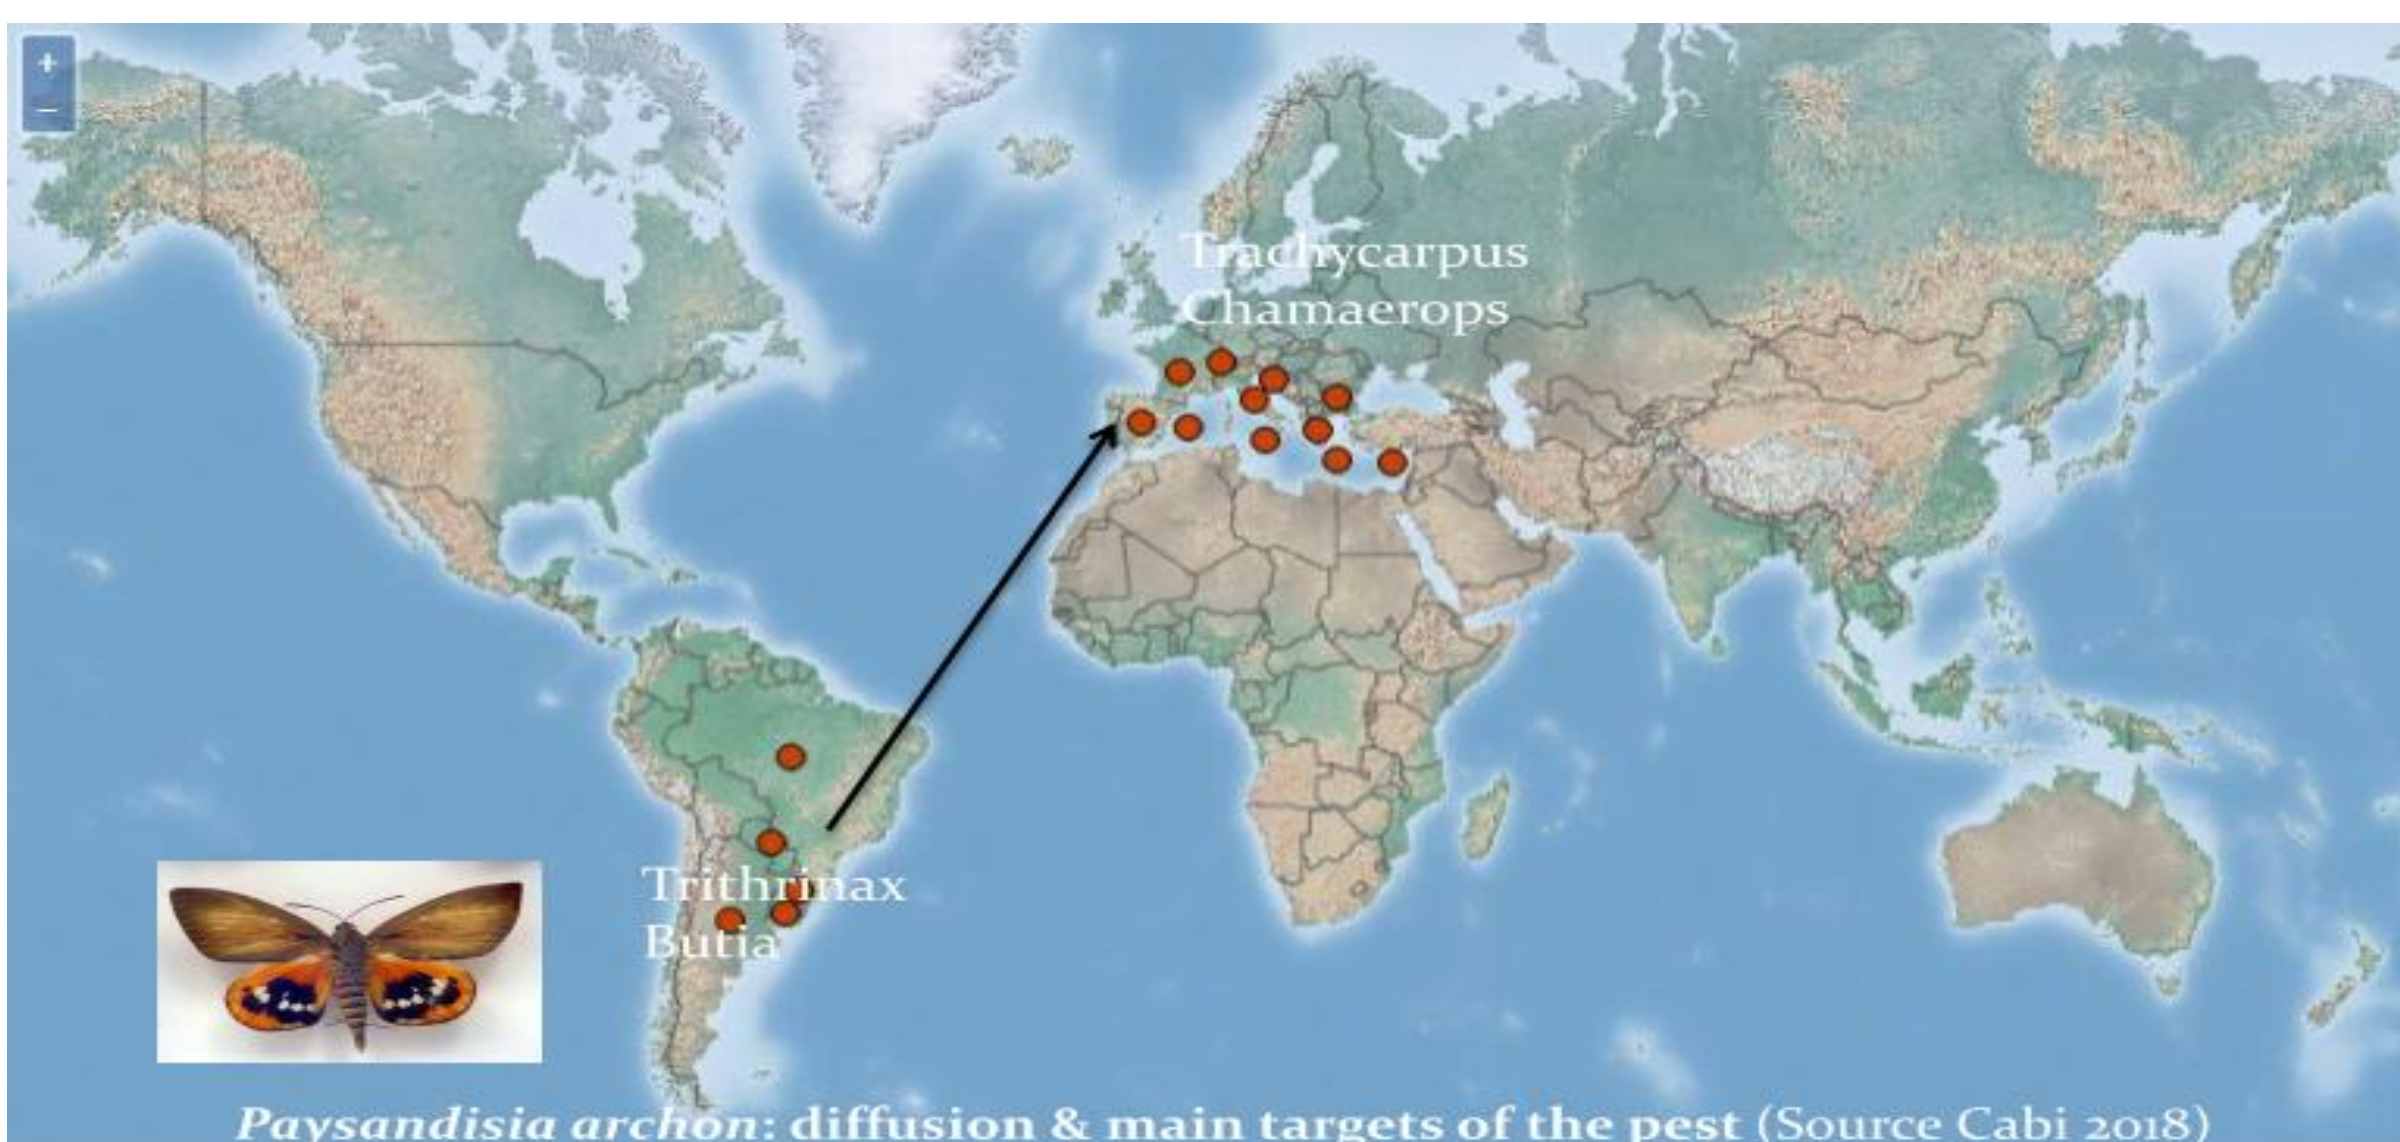 +
−
Trachycarpus
Chamaerops
Trithrinax
Butia
Paysandisia archon: diffusion & main targets of the pest (Source Cabi 2018)